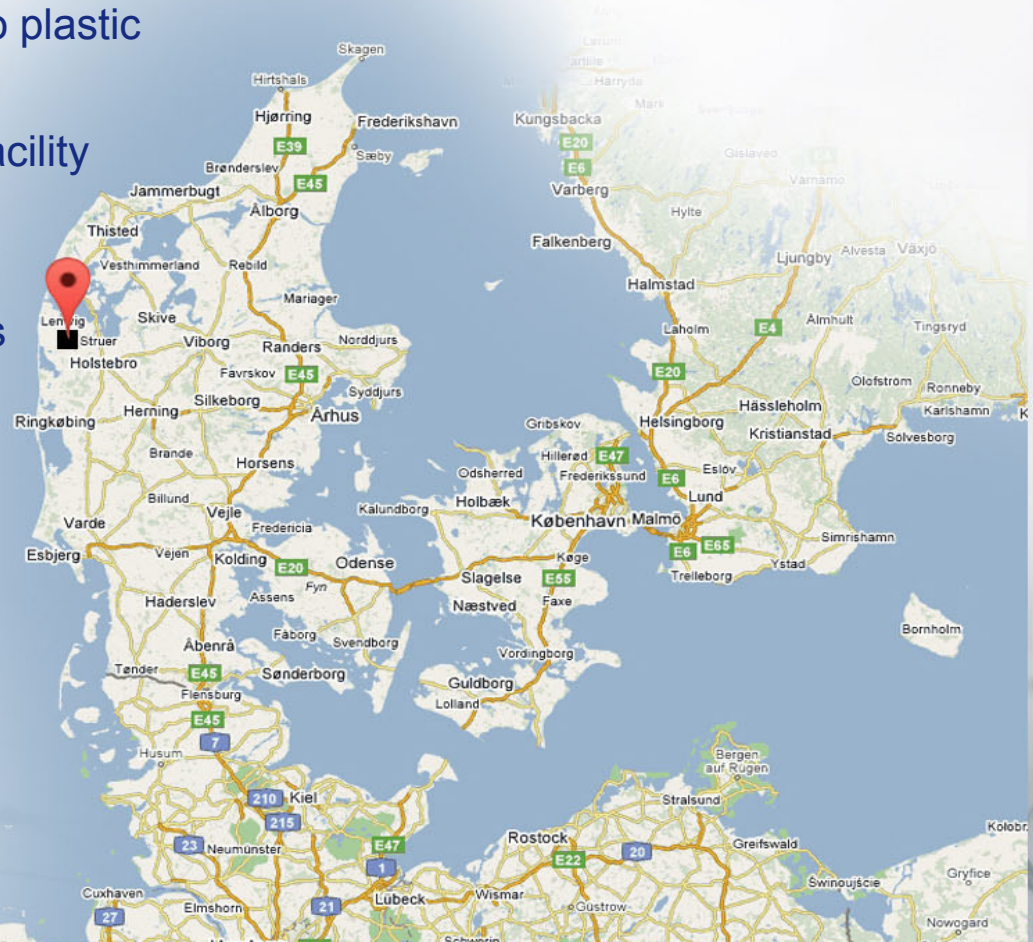 o plastic
Skagen
Hirtshals
Hjørring
Frederikshavn
E39
Sæby
acility
Brønderslev
E45
Jammerbugt
Ålborg
Thisted
Vesthimmerland
Rebild
Mariager
Skive
s
Struer
Viborg
Randers
Norddjurs
Holstebro
Favrskov
E45
Syddjurs
Silkeborg
Herning
Århus
Ringkøbing
Brande
Horsens
Billund
Vejle
Varde
Fredericia
Esbjerg
Vejen
Kolding
E20
Odense
Fyn
Assens
Haderslev
Fåborg
Svendborg
Åbenrå
Tønder
E45
Sønderborg
Flensburg
E45
7
Husum
210
Kiel
215
23
Neumünster
E47
1
Cuxhaven
Elmshorn
21
Lübeck
27
Kungsbacka
Mark
Gislaved
E20
E6
Värnamo
Varberg
Hylte
Falkenberg
Ljungby
Alvesta
Växjö
Halmstad
Laholm
E4
Älmhult
Tingsryd
E20
Olofström
Ronneby
Hässleholm
Karlshamn
K
Gribskov
Helsingborg
Kristianstad
Sölvesborg
Hillerød
E47
Odsherred
Frederikssund
E6
Eslöv
Lund
Kalundborg
Holbæk
København
Malmö
E6
E65
Simrishamn
Ystad
Køge
Trelleborg
Slagelse
E55
Næstved
Faxe
Bornholm
Vordingborg
Guldborg
Lolland
Bergen
auf Rügen
Stralsund
Rostock
E22
20
Greifswald
Kołobr
Gryfice
Świnoujście
Wismar
Güstrow
Nowogard
Schwerin